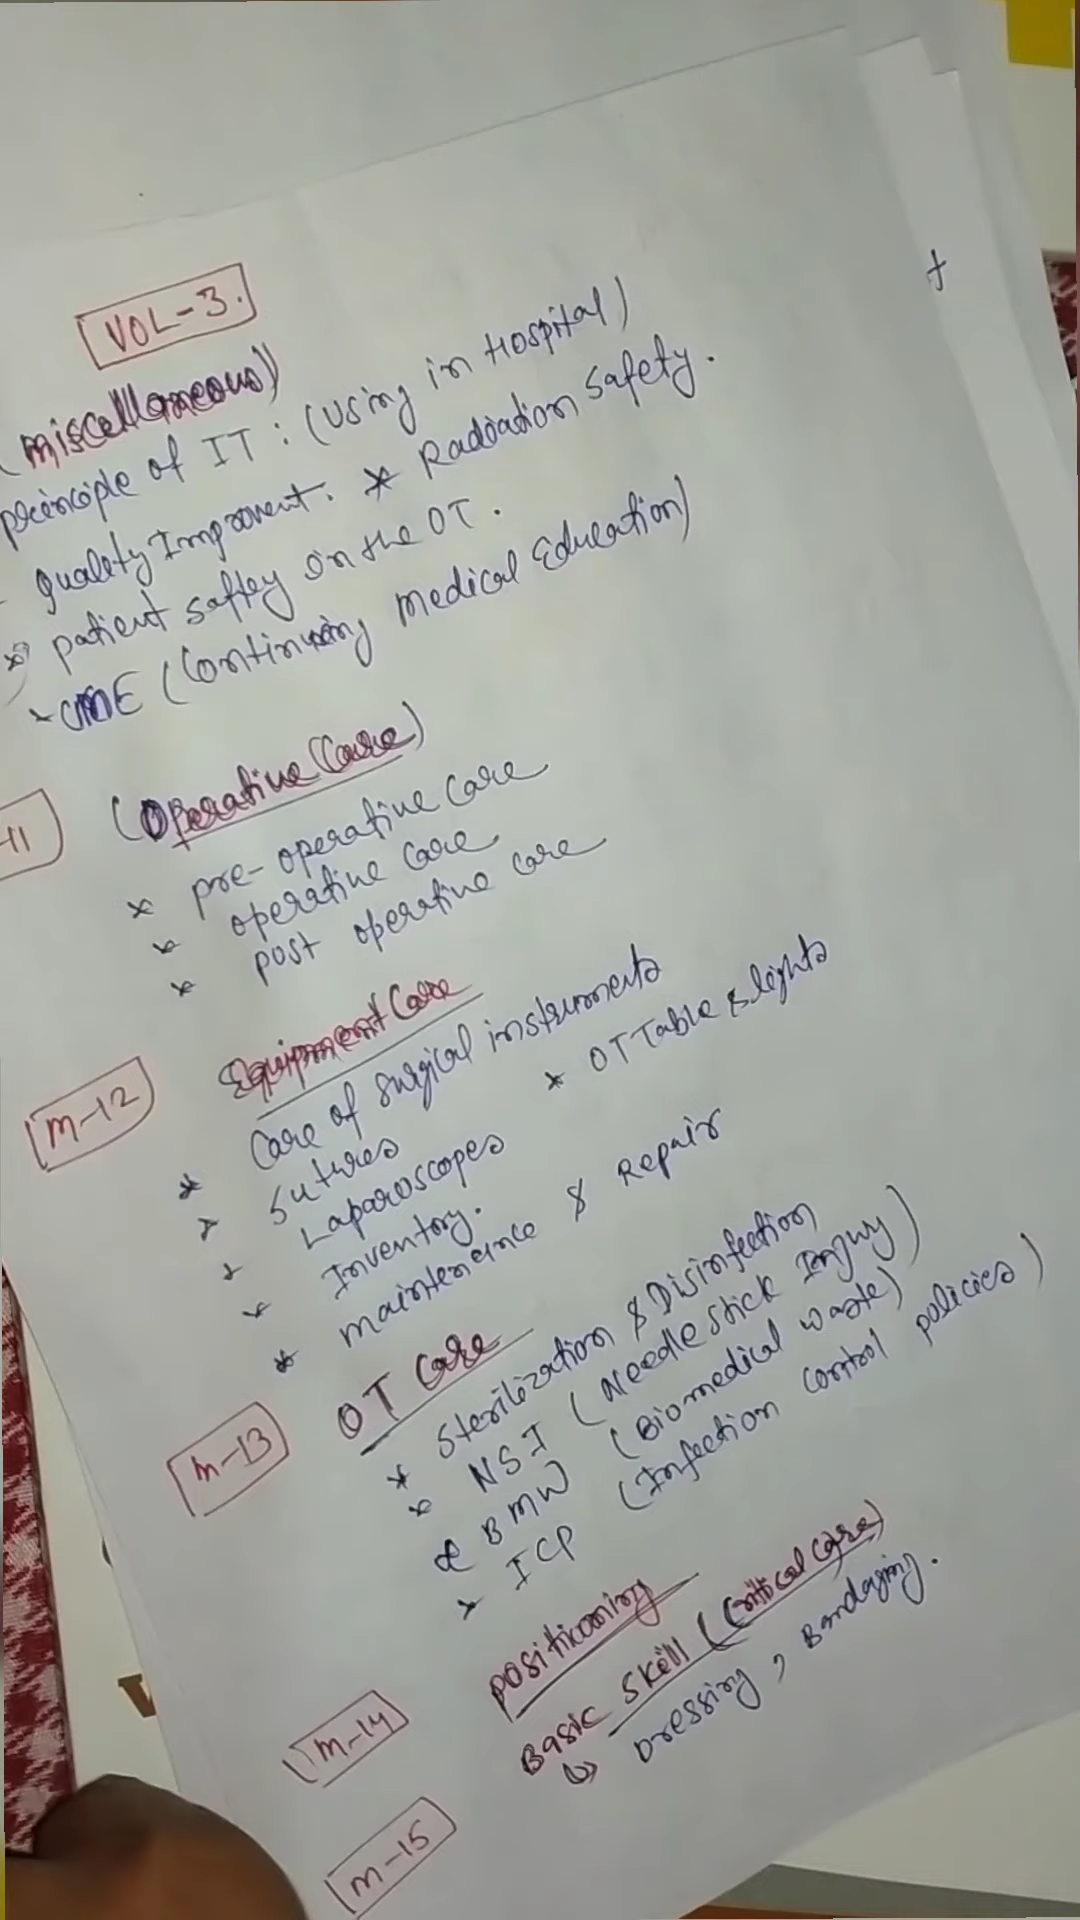 VOL-3.
(miscellaneous)
principle of IT : (Using in Hospital)
quality Improvent. * Radiation Safety.
* patient saftey in the OT.
* CME (Continuing medical Education)
-11 (Operative Care)
* pre-operative care
* operative care
* post operative care
M-12 Equipment Care
* Care of surgical instruments
* Sutures * OT Table & lights
* Laparoscopes
* Inventory.
* maintenance & Repair
M-13 OT Care
* Sterilization & Disinfection
* NSI (Needle stick Injury)
* BMW (Biomedical waste)
* ICP (Infection control policies)
M-14 positioning
M-15 Basic Skill (Critical Care)
Dressing, Bandaging.